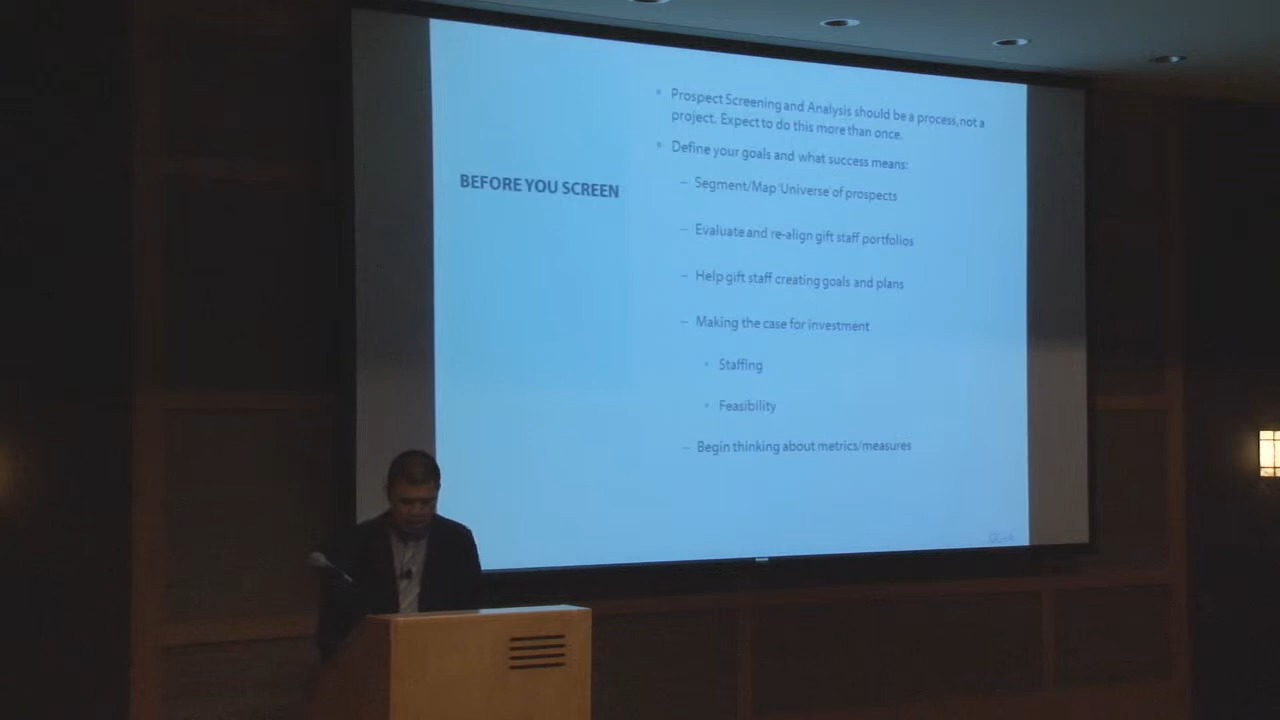 BEFORE YOU SCREEN
• Prospect Screening and Analysis should be a process, not a
project. Expect to do this more than once.
• Define your goals and what success means:
– Segment/Map 'Universe' of prospects
– Evaluate and re-align gift staff portfolios
– Help gift staff creating goals and plans
– Making the case for investment
• Staffing
• Feasibility
– Begin thinking about metrics/measures